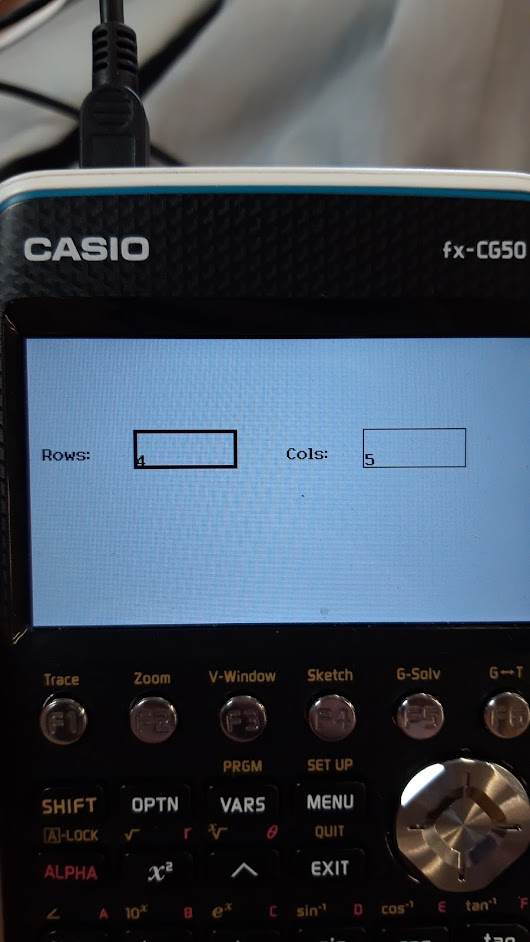 CASIO fx-CG50
Rows: 4 Cols: 5
Trace Zoom V-Window Sketch G-Solv G↔T
F1 F2 F3 F4 F5 F6
PRGM SET UP
SHIFT OPTN VARS MENU
A-LOCK √ r ∛ θ QUIT
ALPHA x² ^ EXIT
∠ A 10ˣ B eˣ C sin⁻¹ D cos⁻¹ E tan⁻¹ F